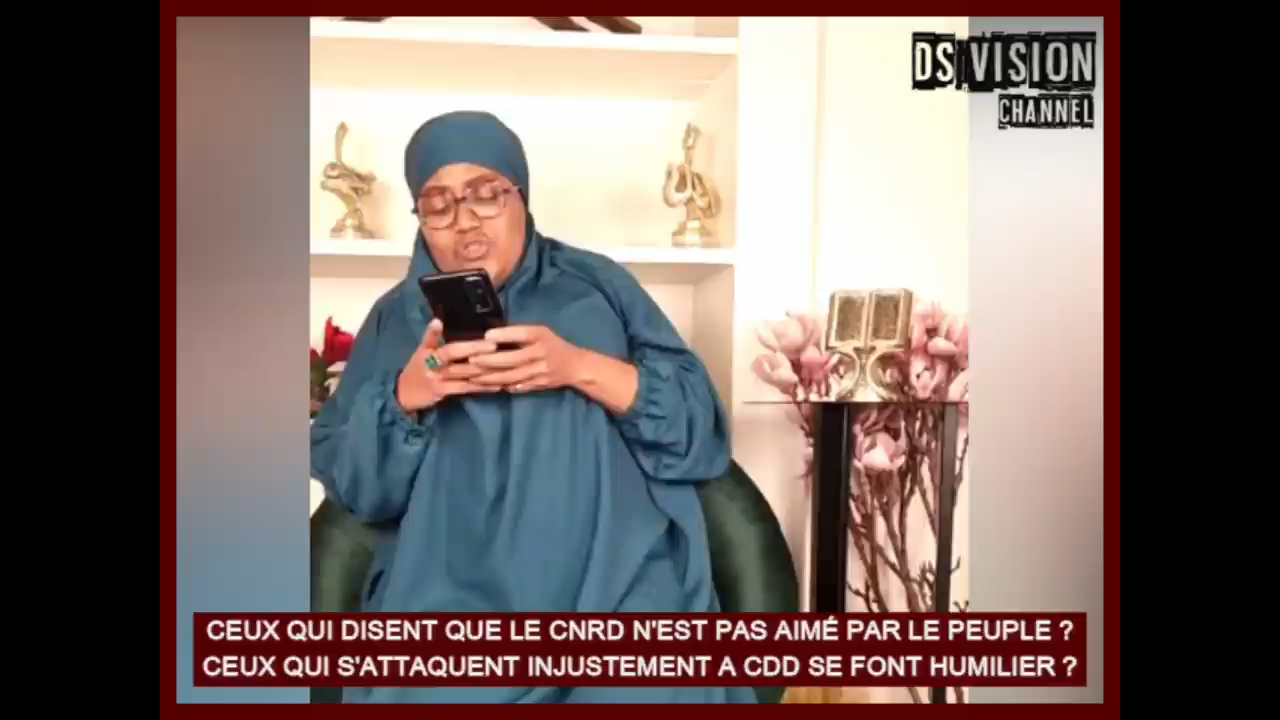 DS VISION
CHANNEL
CEUX QUI DISENT QUE LE CNRD N'EST PAS AIMÉ PAR LE PEUPLE ?
CEUX QUI S'ATTAQUENT INJUSTEMENT A CDD SE FONT HUMILIER ?